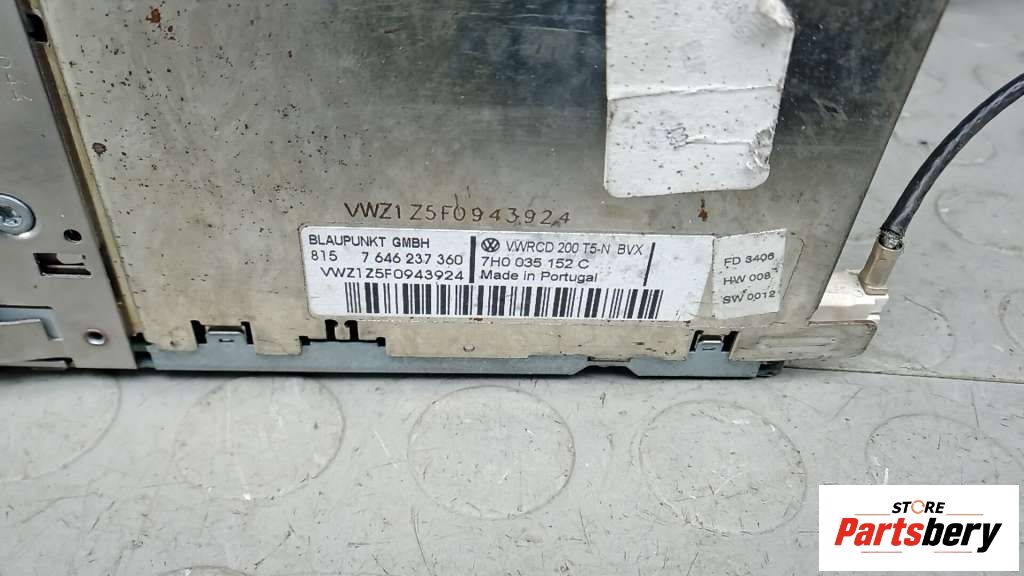 VWZ1Z5F0943924
BLAUPUNKT GMBH
815 7 646 237 360
VWZ1Z5F0943924
VWRCD 200 T5-N BVX
7H0 035 152 C
Made in Portugal
FD 3406
HW 008
SW 0012
STORE
Partsbery